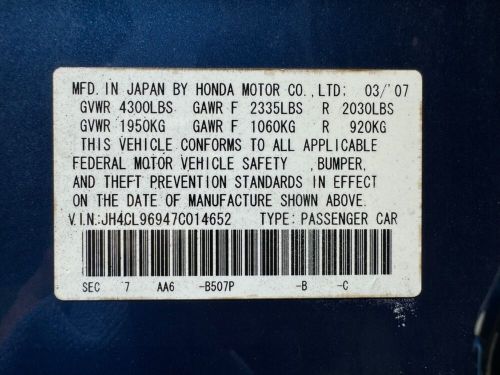 MFD. IN JAPAN BY HONDA MOTOR CO.,LTD: 03/'07
GVWR 4300LBS GAWR F 2335LBS R 2030LBS
GVWR 1950KG GAWR F 1060KG R 920KG
THIS VEHICLE CONFORMS TO ALL APPLICABLE
FEDERAL MOTOR VEHICLE SAFETY ,BUMPER,
AND THEFT PREVENTION STANDARDS IN EFFECT
ON THE DATE OF MANUFACTURE SHOWN ABOVE.
V.I.N:JH4CL96947C014652 TYPE: PASSENGER CAR
SEC 7 AA6 -B507P -B -C